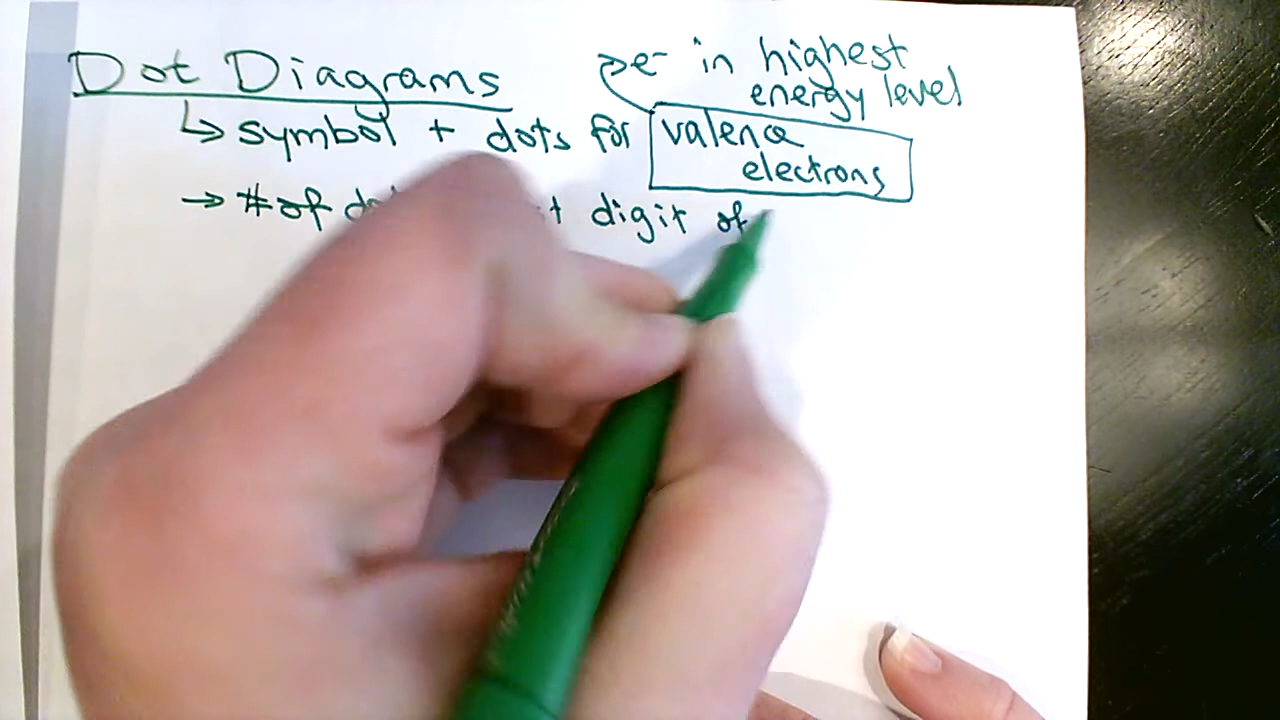 Dot Diagrams
e⁻ in highest
energy level
↳ symbol + dots for valence
electrons
→ # of digit of